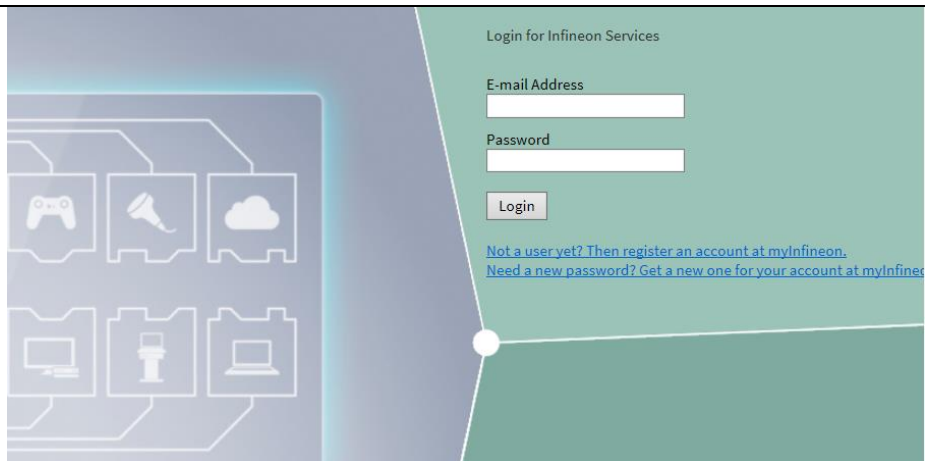 Login for Infineon Services
E-mail Address
Password
Login
Not a user yet? Then register an account at myInfineon.
Need a new password? Get a new one for your account at